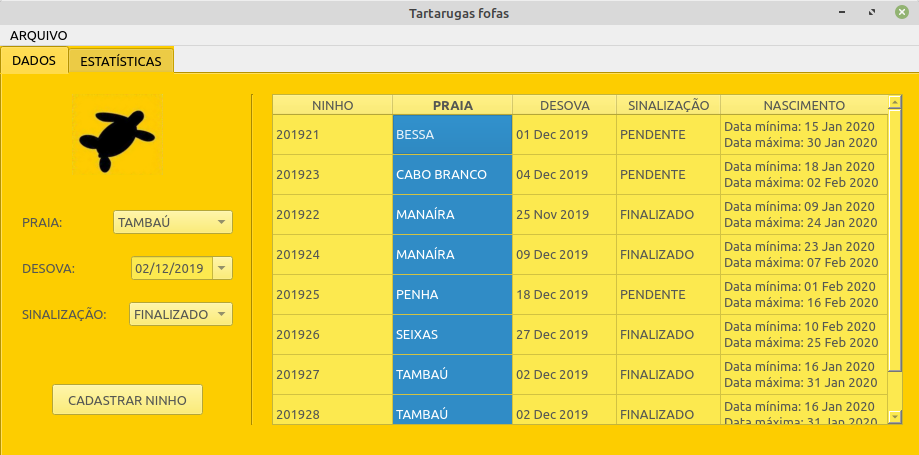 Tartarugas fofas
ARQUIVO
DADOS ESTATÍSTICAS
PRAIA: TAMBAÚ
DESOVA: 02/12/2019
SINALIZAÇÃO: FINALIZADO
CADASTRAR NINHO
NINHO PRAIA DESOVA SINALIZAÇÃO NASCIMENTO
201921 BESSA 01 Dec 2019 PENDENTE Data mínima: 15 Jan 2020
Data máxima: 30 Jan 2020
201923 CABO BRANCO 04 Dec 2019 PENDENTE Data mínima: 18 Jan 2020
Data máxima: 02 Feb 2020
201922 MANAÍRA 25 Nov 2019 FINALIZADO Data mínima: 09 Jan 2020
Data máxima: 24 Jan 2020
201924 MANAÍRA 09 Dec 2019 FINALIZADO Data mínima: 23 Jan 2020
Data máxima: 07 Feb 2020
201925 PENHA 18 Dec 2019 PENDENTE Data mínima: 01 Feb 2020
Data máxima: 16 Feb 2020
201926 SEIXAS 27 Dec 2019 FINALIZADO Data mínima: 10 Feb 2020
Data máxima: 25 Feb 2020
201927 TAMBAÚ 02 Dec 2019 FINALIZADO Data mínima: 16 Jan 2020
Data máxima: 31 Jan 2020
201928 TAMBAÚ 02 Dec 2019 FINALIZADO Data mínima: 16 Jan 2020
Data máxima: 31 Jan 2020